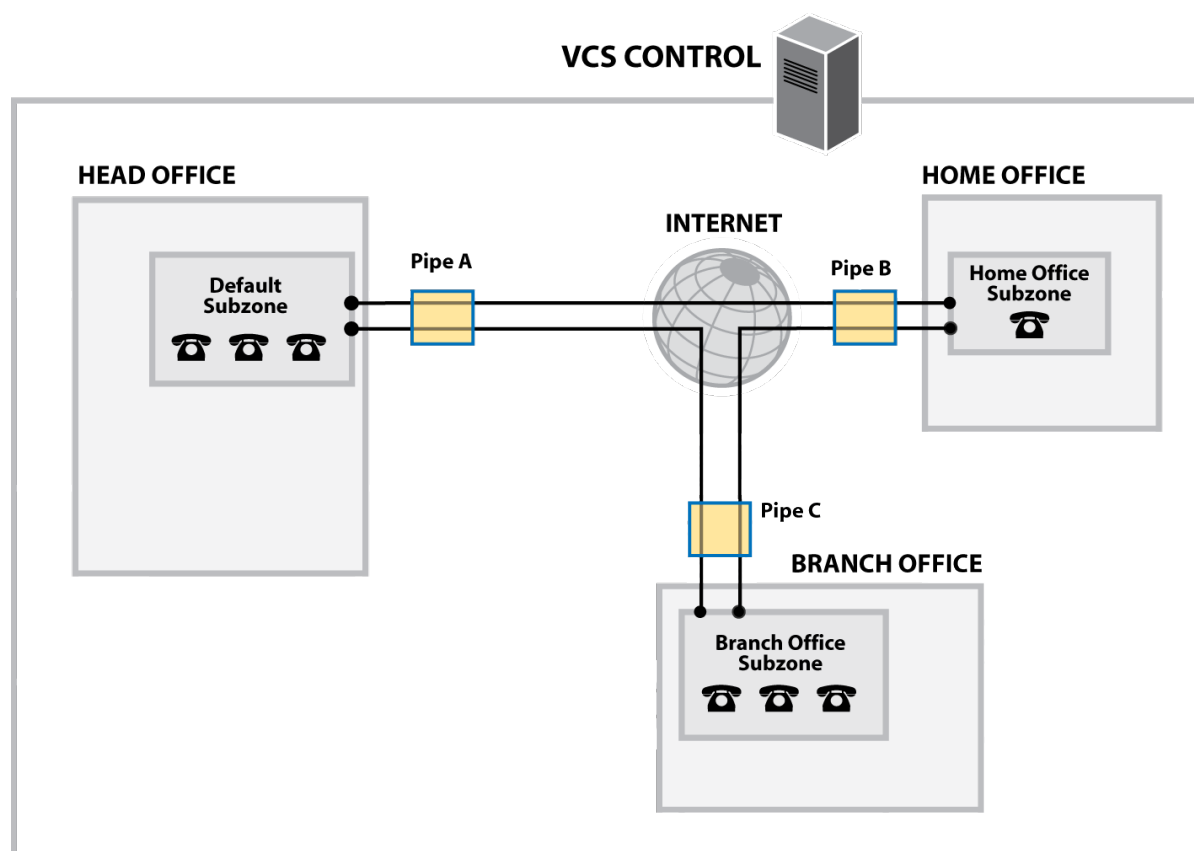 VCS CONTROL
HEAD OFFICE
HOME OFFICE
INTERNET
Pipe A
Pipe B
Default
Subzone
Home Office
Subzone
Pipe C
BRANCH OFFICE
Branch Office
Subzone